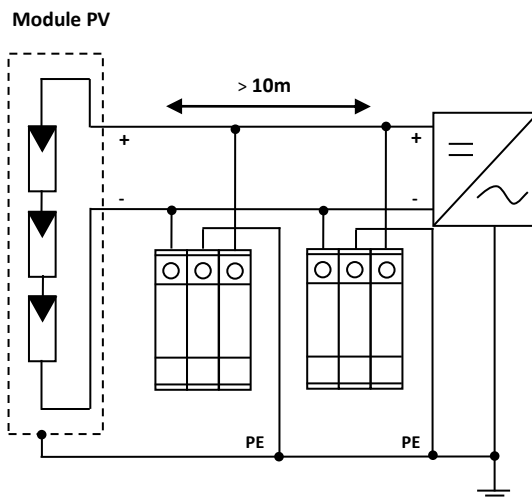 Module PV
> 10m
+
+
-
-
PE
PE